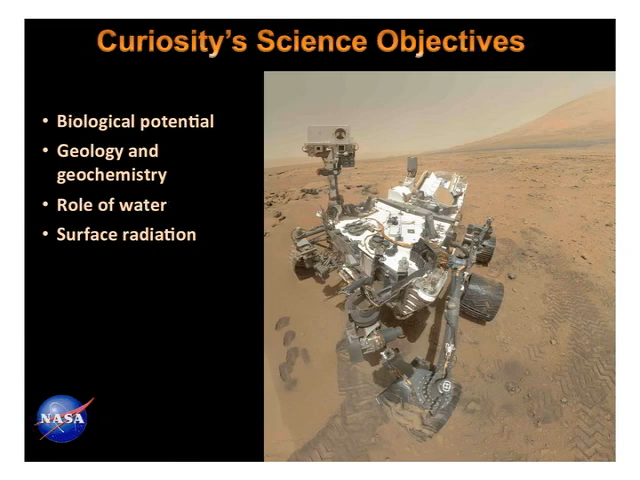 Curiosity's Science Objectives
• Biological potential
• Geology and
geochemistry
• Role of water
• Surface radiation
NASA